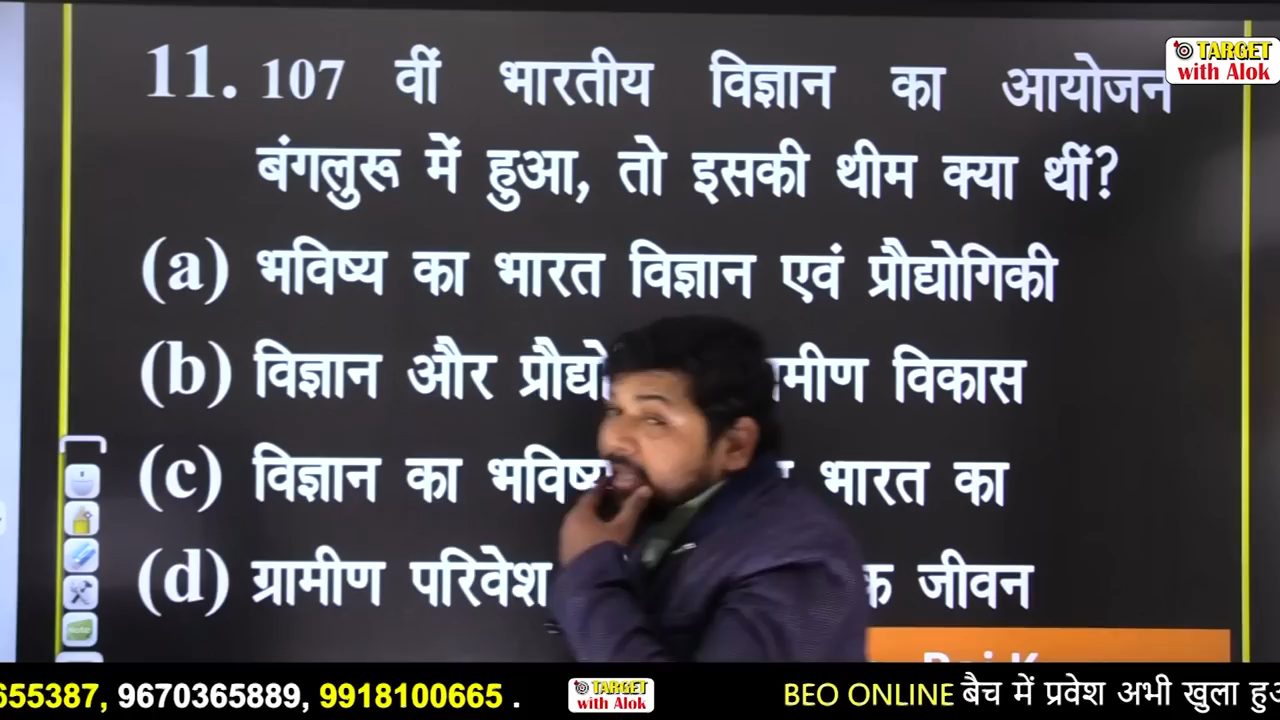 TARGET
with Alok
11. 107 वीं भारतीय विज्ञान का आयोजन
बंगलुरू में हुआ, तो इसकी थीम क्या थीं?
(a) भविष्य का भारत विज्ञान एवं प्रौद्योगिकी
(b) विज्ञान और विकास
(c) विज्ञान का भारत का
(d) ग्रामीण परिवेश जीवन
655387, 9670365889, 9918100665 .
TARGET
with Alok
BEO ONLINE बैच में प्रवेश अभी खुला